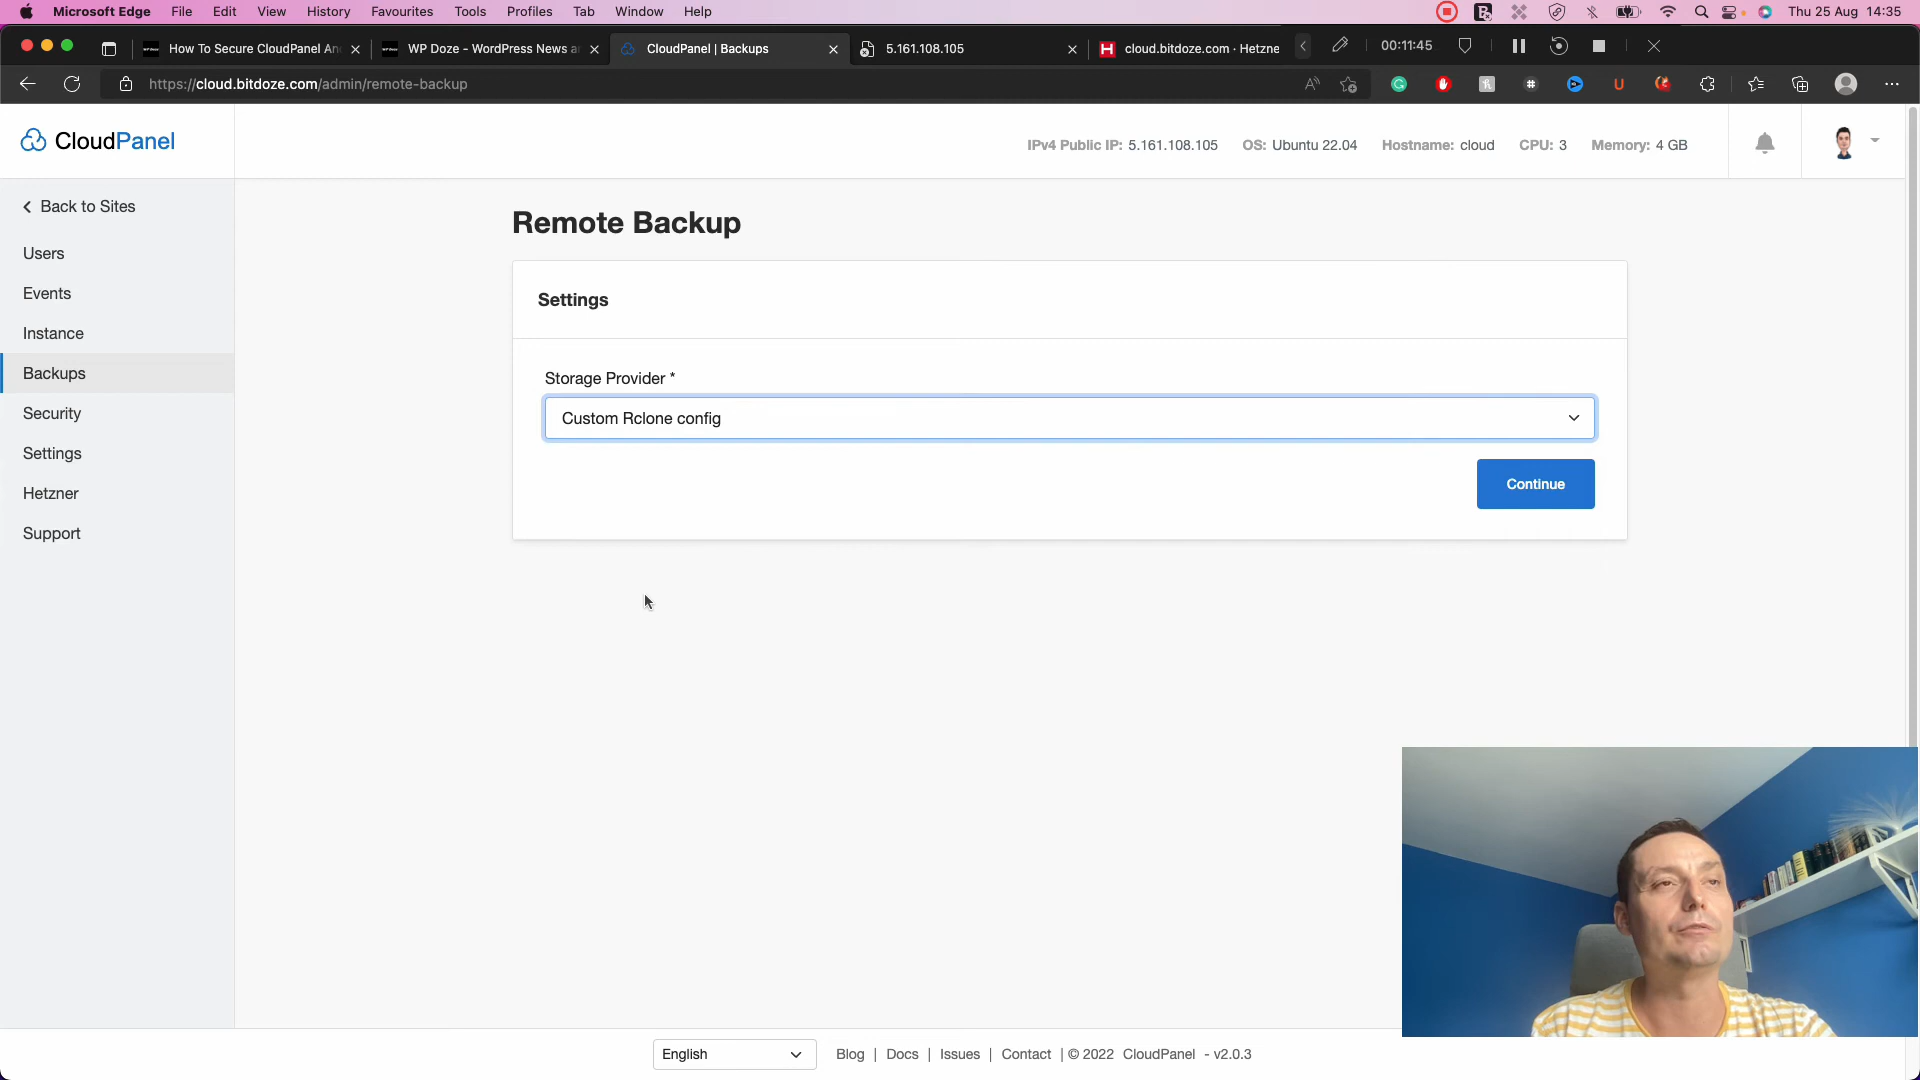 Microsoft Edge File Edit View History Favourites Tools Profiles Tab Window Help Thu 25 Aug 14:35
How To Secure CloudPanel An
WP Doze - WordPress News a
CloudPanel | Backups
5.161.108.105
cloud.bitdoze.com · Hetzne
00:11:45
https://cloud.bitdoze.com/admin/remote-backup
CloudPanel
IPv4 Public IP: 5.161.108.105 OS: Ubuntu 22.04 Hostname: cloud CPU: 3 Memory: 4 GB
Back to Sites
Users
Events
Instance
Backups
Security
Settings
Hetzner
Support
Remote Backup
Settings
Storage Provider *
Custom Rclone config
Continue
English
Blog | Docs | Issues | Contact | © 2022 CloudPanel - v2.0.3